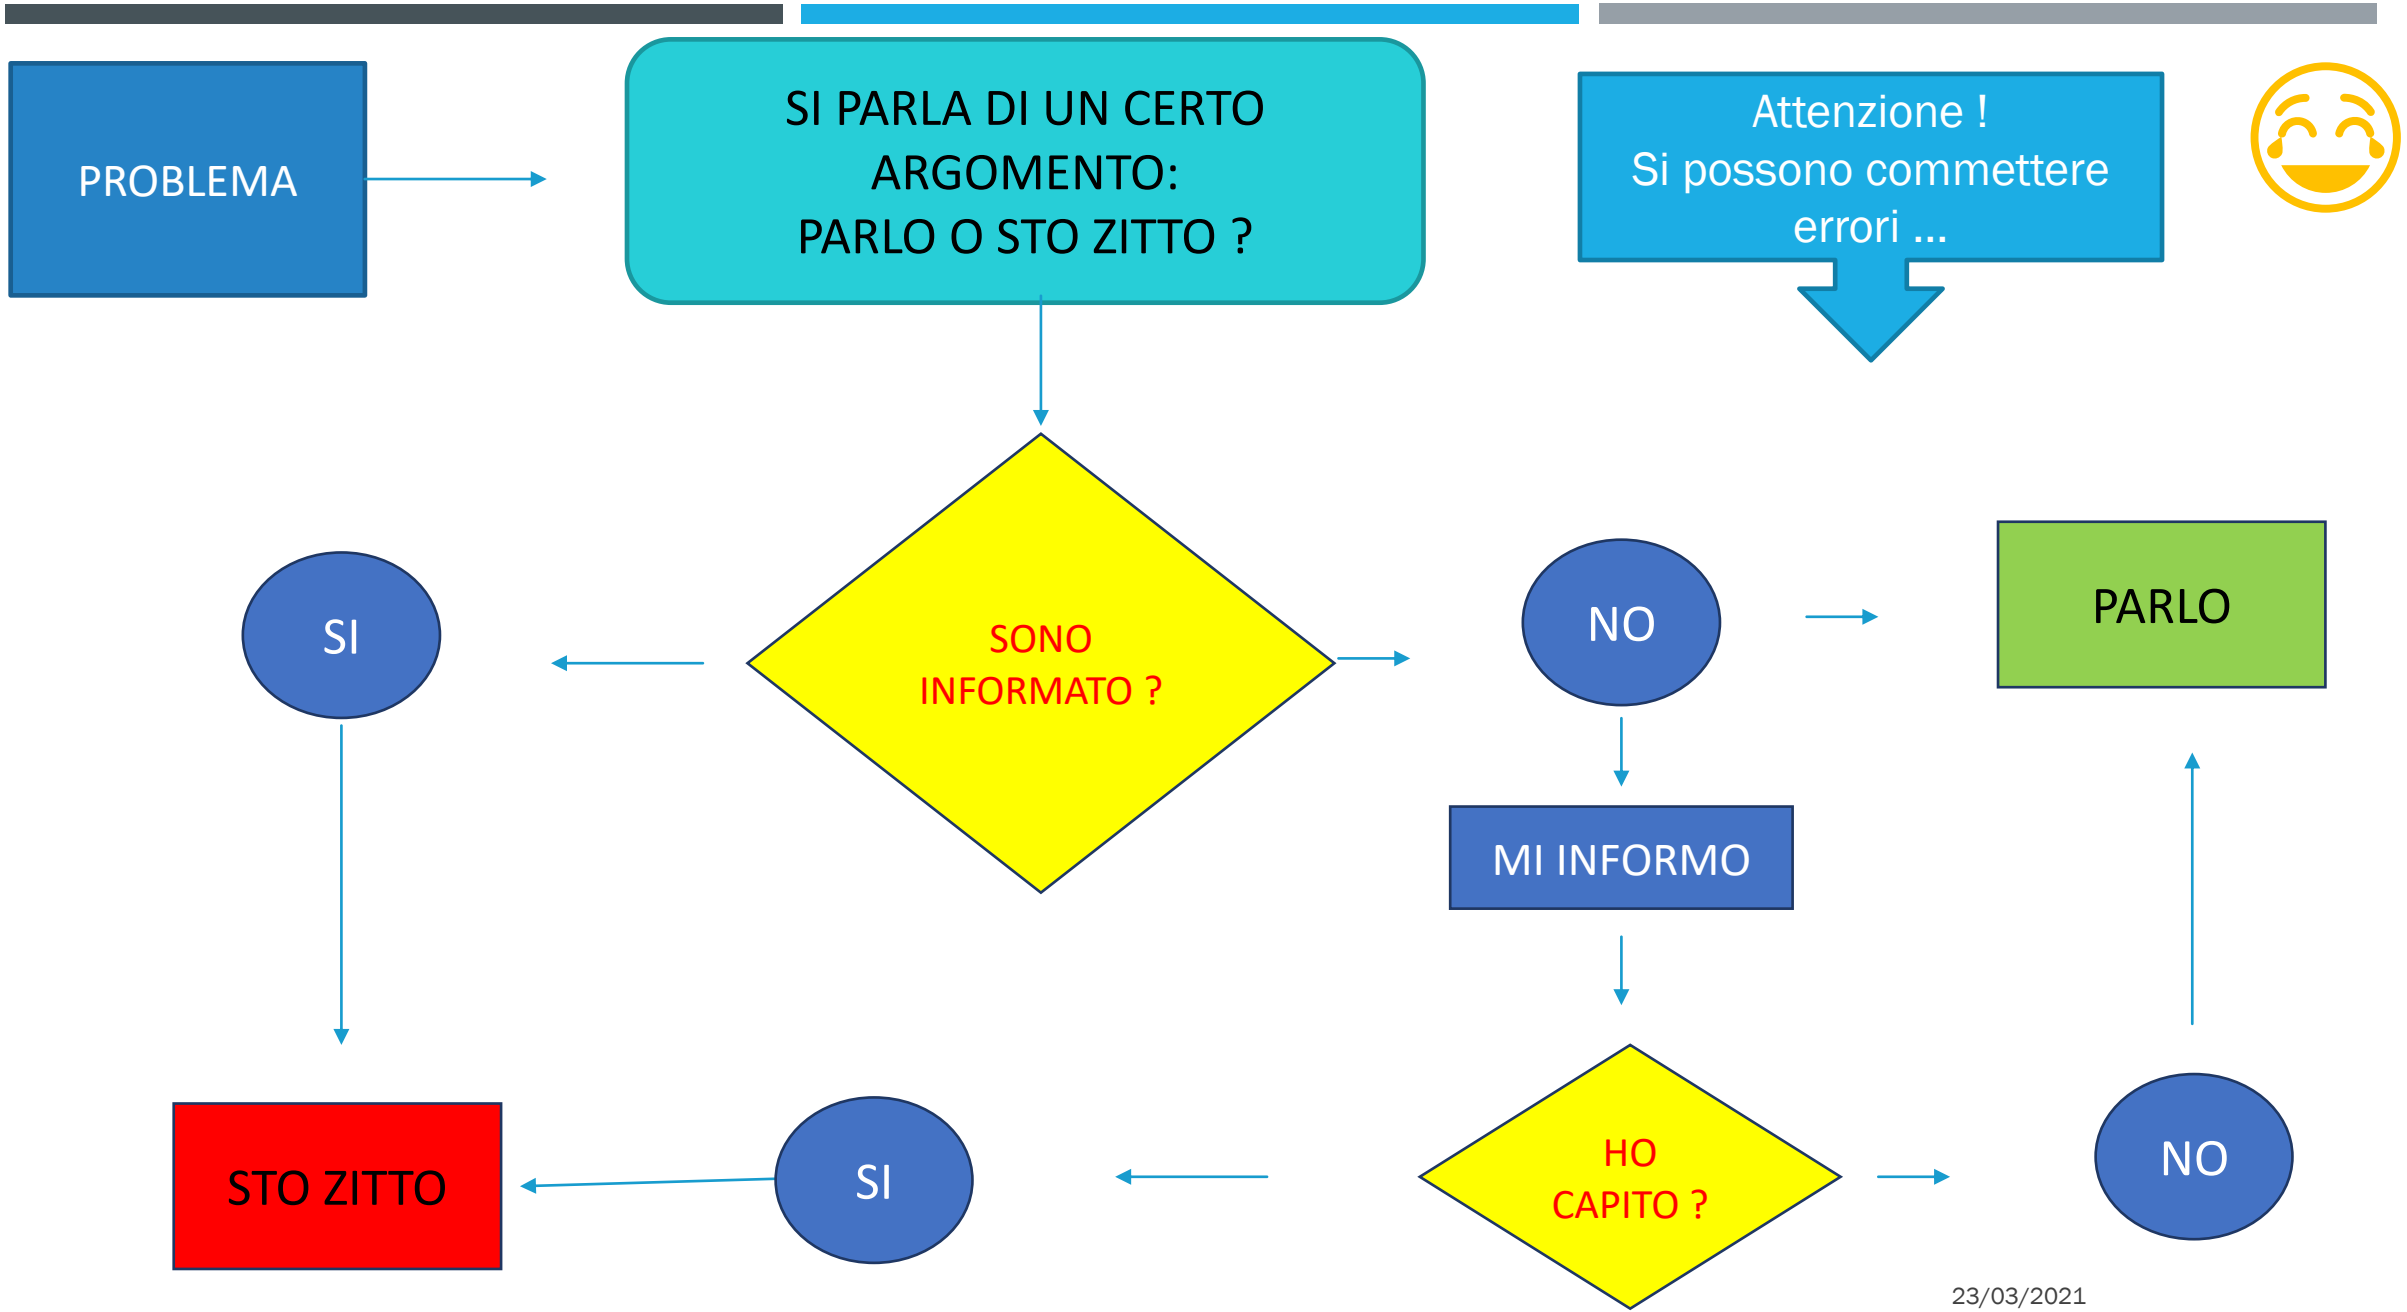 PROBLEMA
SI PARLA DI UN CERTO
ARGOMENTO:
PARLO O STO ZITTO ?
Attenzione !
Si possono commettere
errori ...
SONO
INFORMATO ?
SI
NO
PARLO
MI INFORMO
HO
CAPITO ?
SI
NO
STO ZITTO
23/03/2021